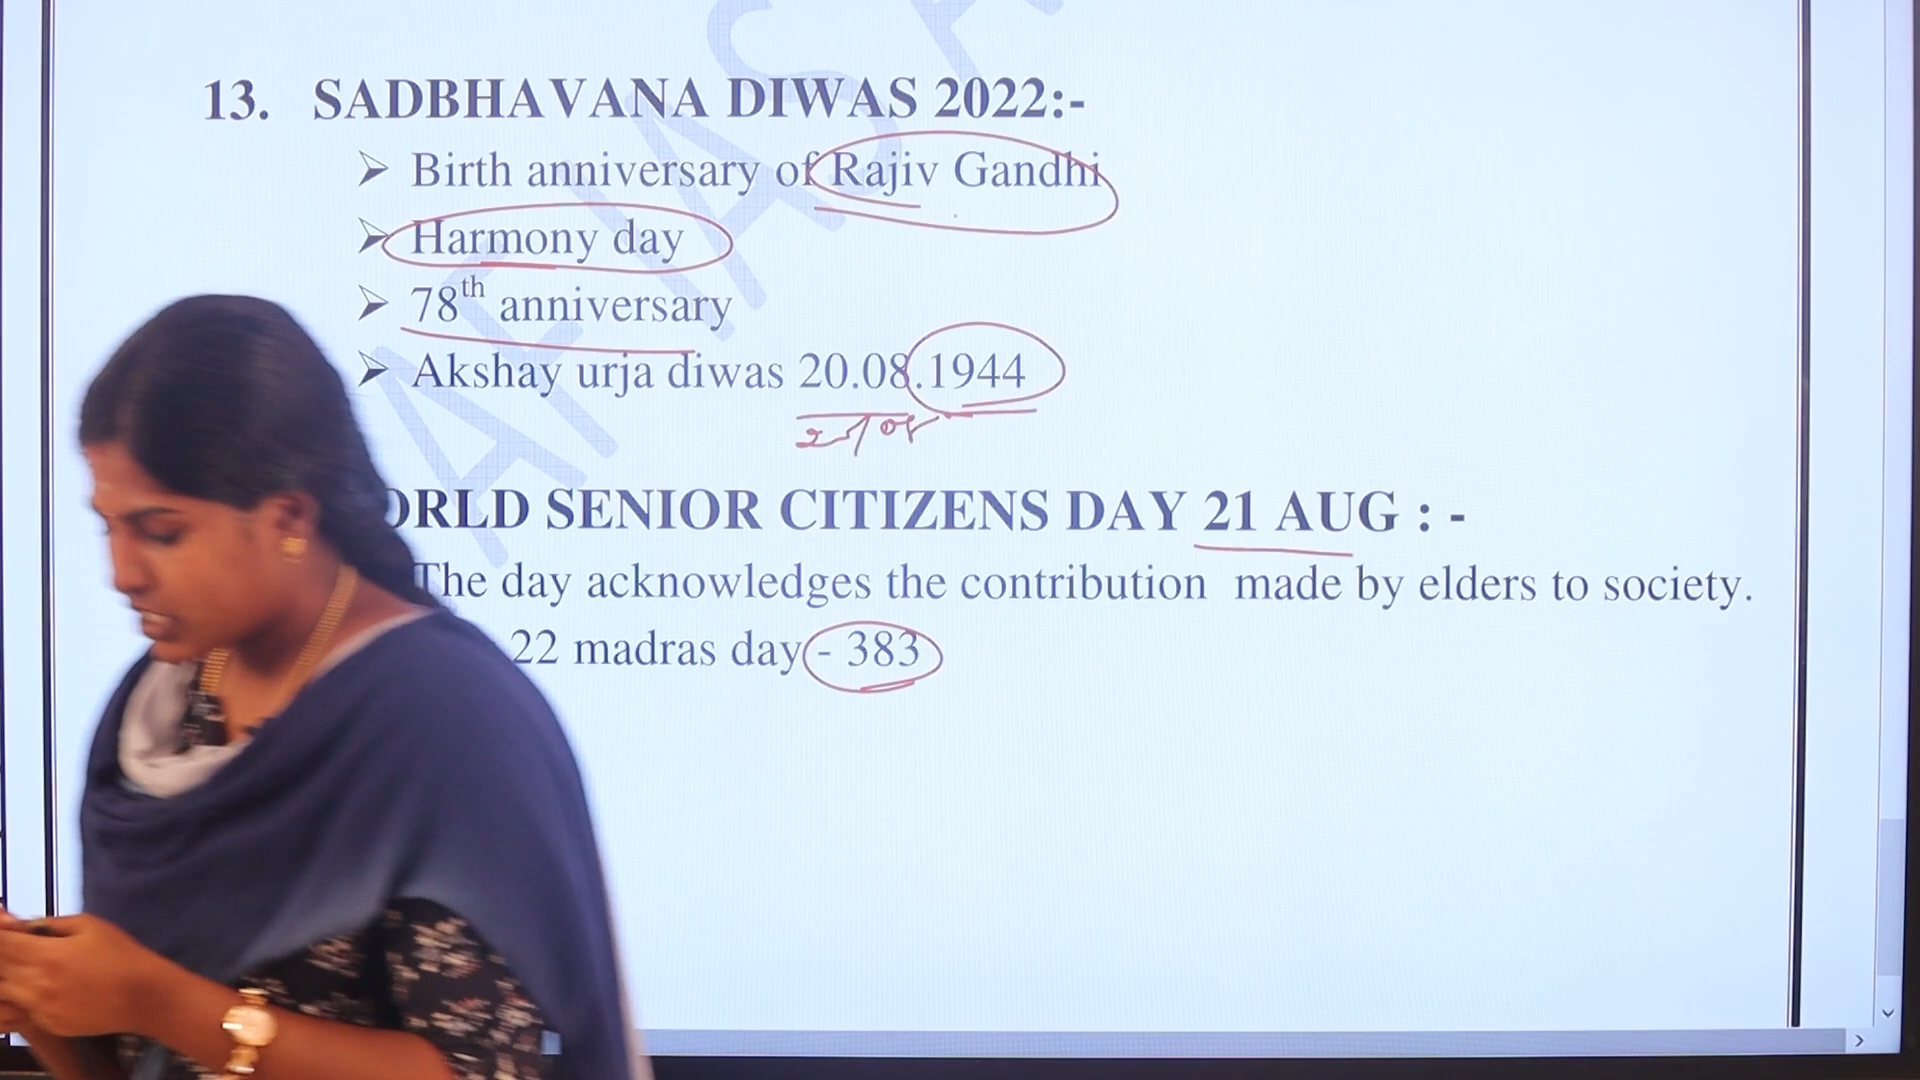 13. SADBHAVANA DIWAS 2022:-
➢ Birth anniversary of Rajiv Gandhi
➢ Harmony day
➢ 78th anniversary
➢ Akshay urja diwas 20.08.1944
ORLD SENIOR CITIZENS DAY 21 AUG : -
The day acknowledges the contribution made by elders to society.
22 madras day - 383